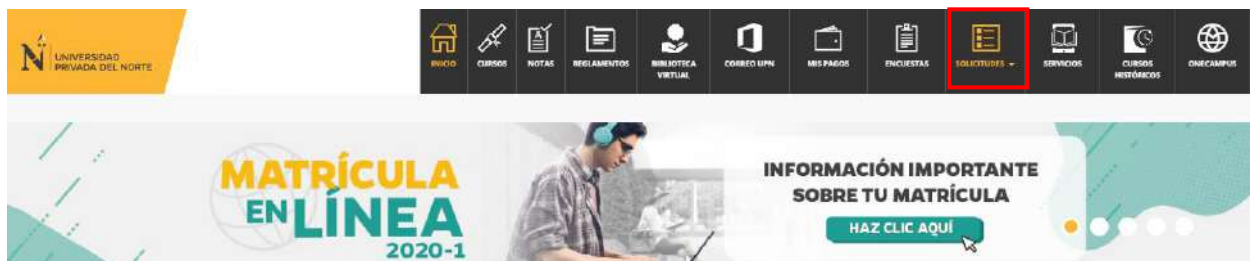 N UNIVERSIDAD
PRIVADA DEL NORTE
INICIO
CURSOS
NOTAS
REGLAMENTOS
BIBLIOTECA
VIRTUAL
CORREO UPN
MIS PAGOS
ENCUESTAS
SOLICITUDES
SERVICIOS
CURSOS
HISTÓRICOS
ONECAMPUS
MATRÍCULA
EN LÍNEA
2020-1
INFORMACIÓN IMPORTANTE
SOBRE TU MATRÍCULA
HAZ CLIC AQUÍ